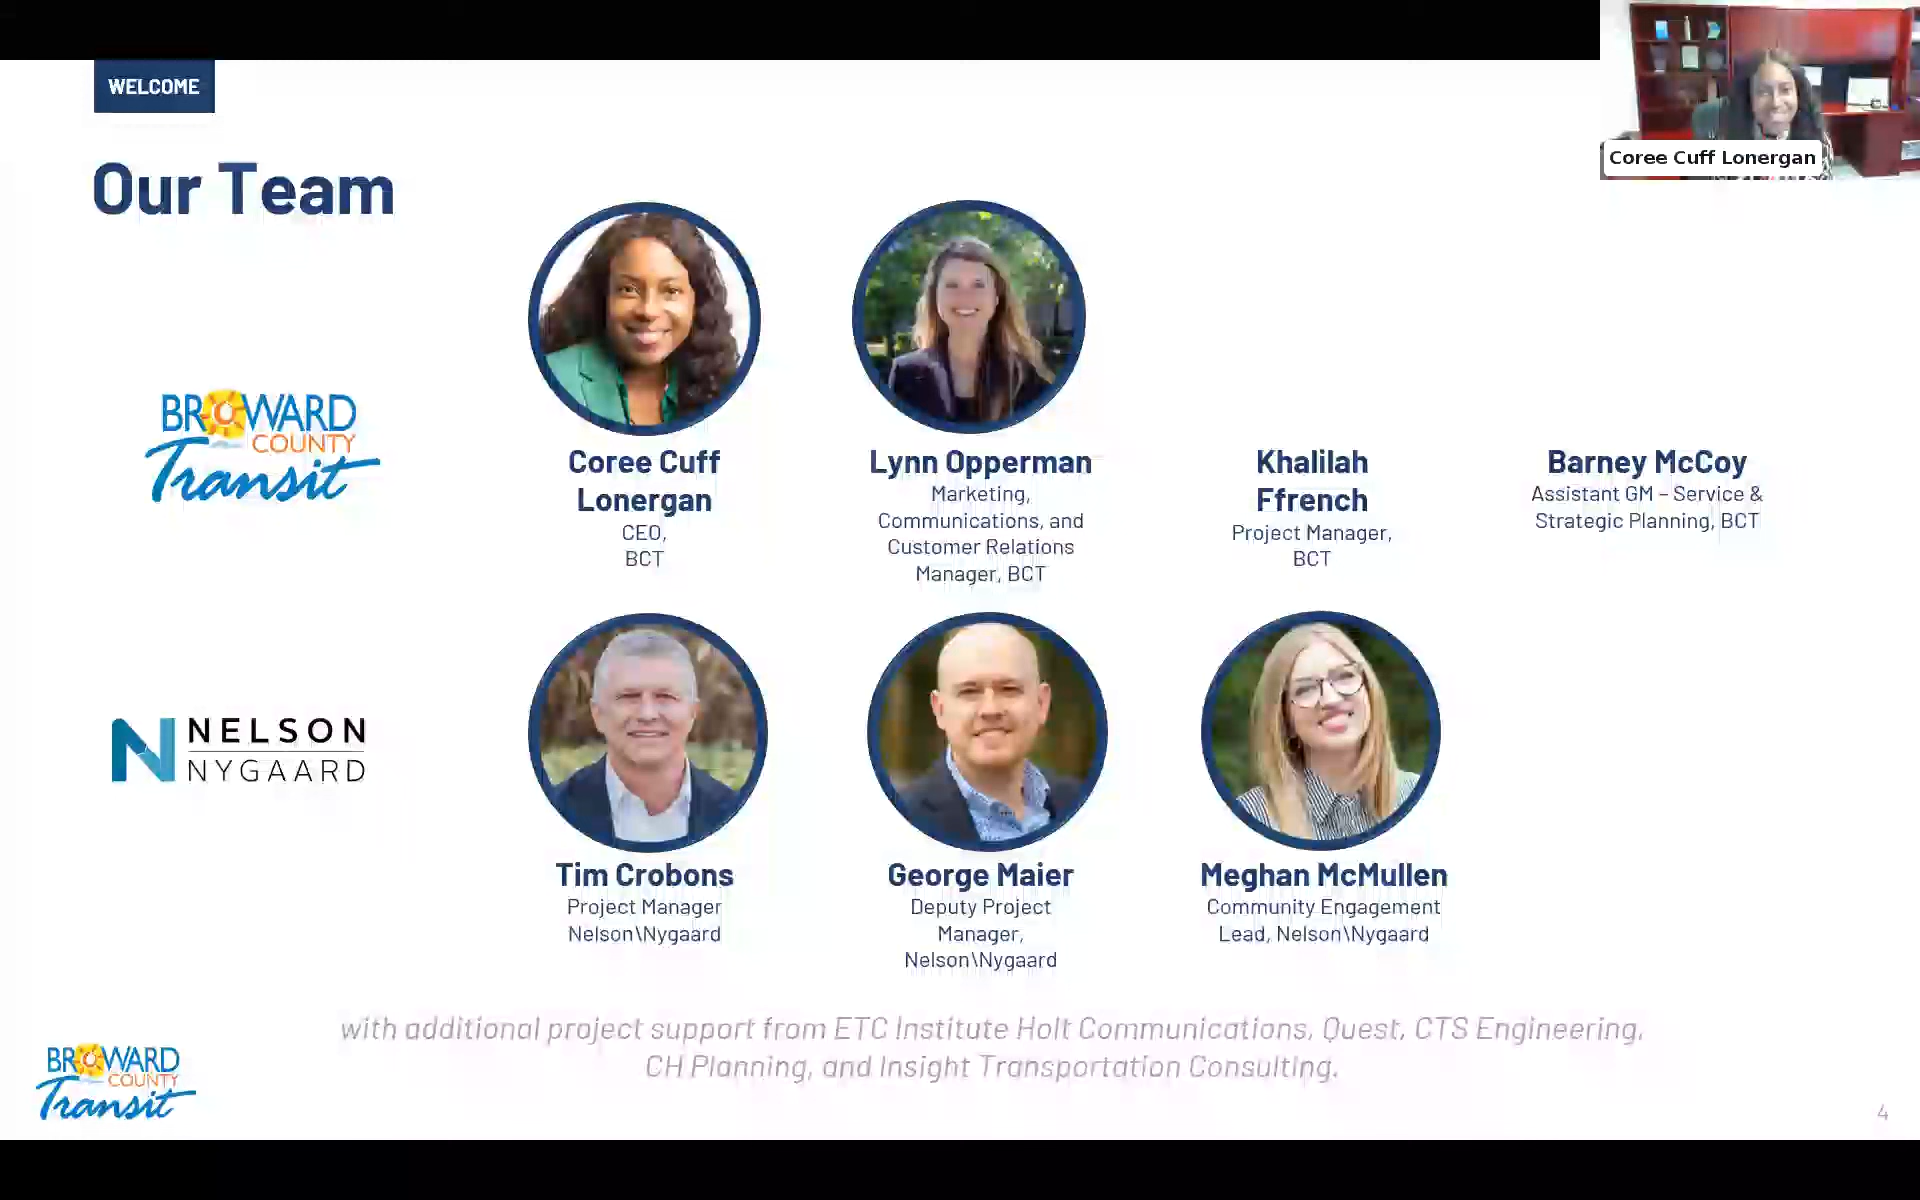 WELCOME
Coree Cuff Lonergan
Our Team
BROWARD
COUNTY
Transit
Coree Cuff
Lonergan
CEO,
BCT
Lynn Opperman
Marketing,
Communications, and
Customer Relations
Manager, BCT
Khalilah
Ffrench
Project Manager,
BCT
Barney McCoy
Assistant GM – Service &
Strategic Planning, BCT
NELSON
NYGAARD
Tim Crobons
Project Manager
Nelson\Nygaard
George Maier
Deputy Project
Manager,
Nelson\Nygaard
Meghan McMullen
Community Engagement
Lead, Nelson\Nygaard
with additional project support from ETC Institute Holt Communications, Quest, CTS Engineering,
CH Planning, and Insight Transportation Consulting.
BROWARD
COUNTY
Transit
4